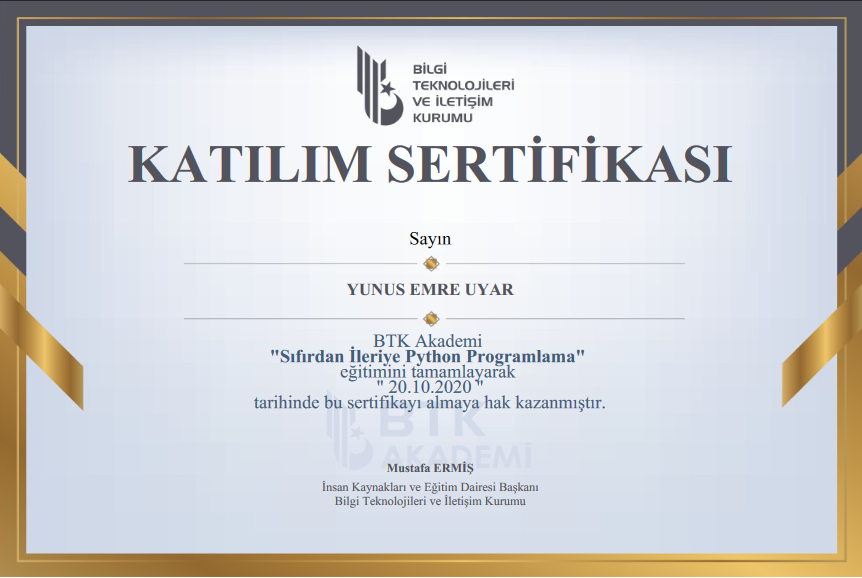 BİLGİ
TEKNOLOJİLERİ
VE İLETİŞİM
KURUMU
KATILIM SERTİFİKASI
Sayın
YUNUS EMRE UYAR
BTK Akademi
"Sıfırdan İleriye Python Programlama"
eğitimini tamamlayarak
" 20.10.2020 "
tarihinde bu sertifikayı almaya hak kazanmıştır.
BTK
AKADEMİ
Mustafa ERMİŞ
İnsan Kaynakları ve Eğitim Dairesi Başkanı
Bilgi Teknolojileri ve İletişim Kurumu